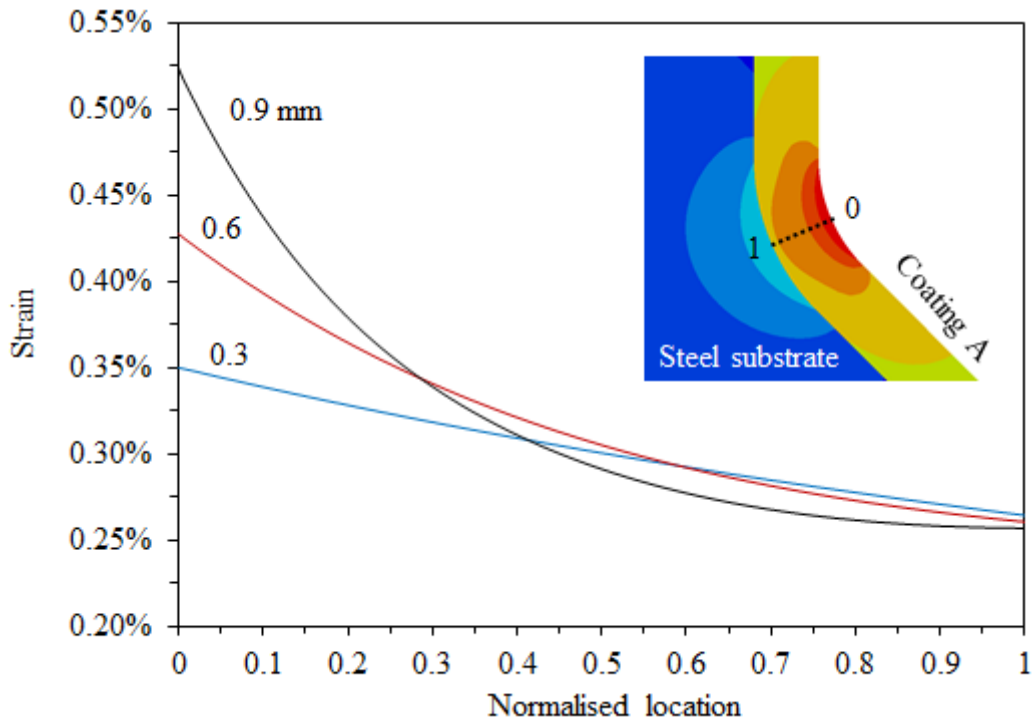 0.55%
0.50%
0.45%
0.40%
0.35%
0.30%
0.25%
0.20%
Strain
0.9 mm
0.6
0.3
0
1
Coating A
Steel substrate
0 0.1 0.2 0.3 0.4 0.5 0.6 0.7 0.8 0.9 1
Normalised location